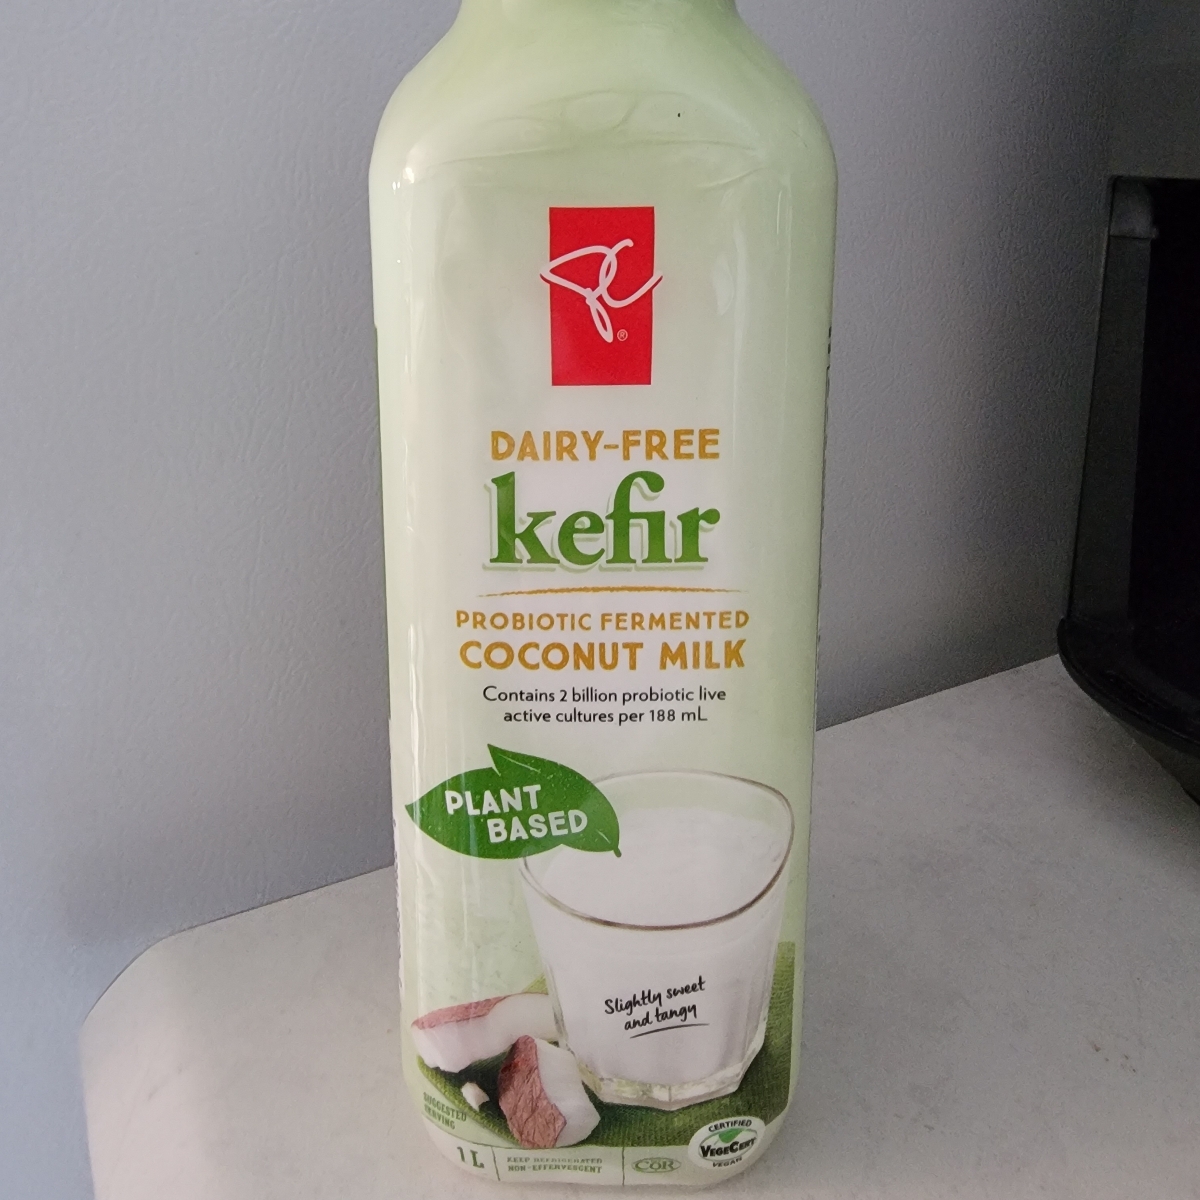 PC®
DAIRY-FREE
kefir
PROBIOTIC FERMENTED
COCONUT MILK
Contains 2 billion probiotic live
active cultures per 188 mL
PLANT
BASED
Slightly sweet
and tangy
SUGGESTED
SERVING
1 L
KEEP REFRIGERATED
NON-EFFERVESCENT
COR
CERTIFIED
VEGECERT
VEGAN